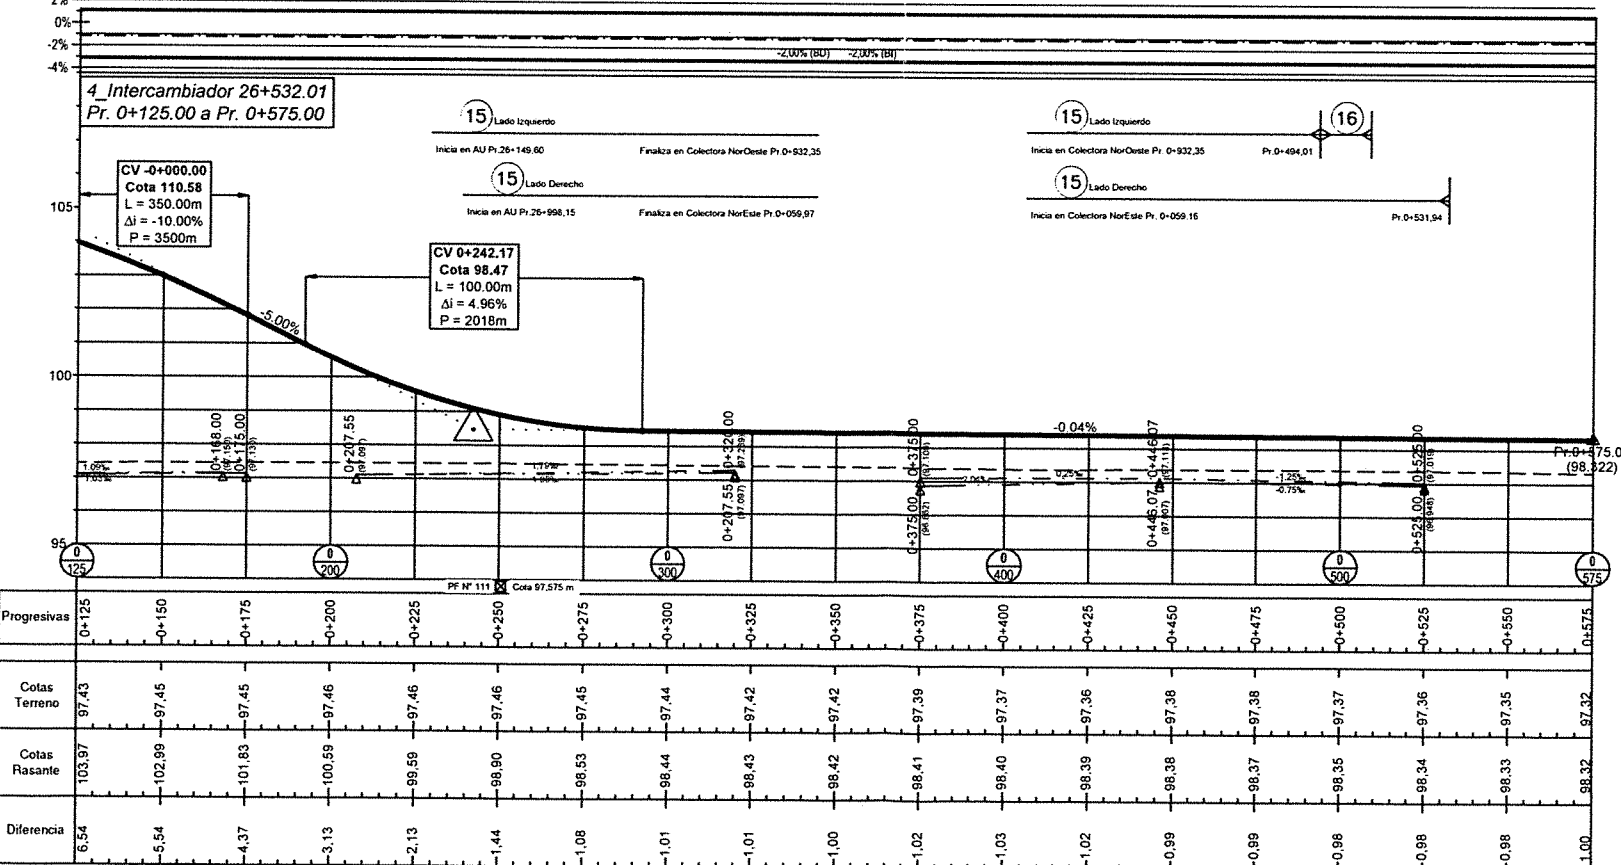 2%
0%
-2%
-4%
-2,00% (BD) -2,00% (BI)
4_Intercambiador 26+532.01
Pr. 0+125.00 a Pr. 0+575.00
15 Lado Izquierdo
Inicia en AU Pr.26+149,60 Finaliza en Colectora NorOeste Pr.0+932,35
15 Lado Derecho
Inicia en AU Pr.26+998,15 Finaliza en Colectora NorEste Pr.0+059,97
15 Lado Izquierdo
16
Inicia en Colectora NorOeste Pr. 0+932,35 Pr.0+494,01
15 Lado Derecho
Inicia en Colectora NorEste Pr. 0+059.16 Pr.0+531,94
CV -0+000.00
Cota 110.58
L = 350.00m
Δi = -10.00%
P = 3500m
CV 0+242.17
Cota 98.47
L = 100.00m
Δi = 4.96%
P = 2018m
105
100
95
-5.00%
-0.04%
0+168.00
0+175.00
0+207.55
(97.097)
0+320.00
0+207.55
(97.097)
0+375.00
0+375.00
0+446.07
0+446.07
0+525.00
0+525.00
-1.25‰
-0.75‰
Pr.0+575.0
(98.322)
0 125
0 200
0 300
0 400
0 500
0 575
PF N° 111 Cota 97,575 m
Progresivas 0+125 0+150 0+175 0+200 0+225 0+250 0+275 0+300 0+325 0+350 0+375 0+400 0+425 0+450 0+475 0+500 0+525 0+550 0+575
Cotas Terreno 97,43 97,45 97,45 97,46 97,46 97,46 97,45 97,44 97,42 97,42 97,39 97,37 97,36 97,38 97,38 97,37 97,36 97,35 97,32
Cotas Rasante 103,97 102,99 101,83 100,59 99,59 98,90 98,53 98,44 98,43 98,42 98,41 98,40 98,39 98,38 98,37 98,35 98,34 98,33 98,32
Diferencia 6,54 5,54 4,37 3,13 2,13 1,44 1,08 1,01 1,01 1,00 1,02 1,03 1,02 0,99 0,99 0,98 0,98 0,98 1,00